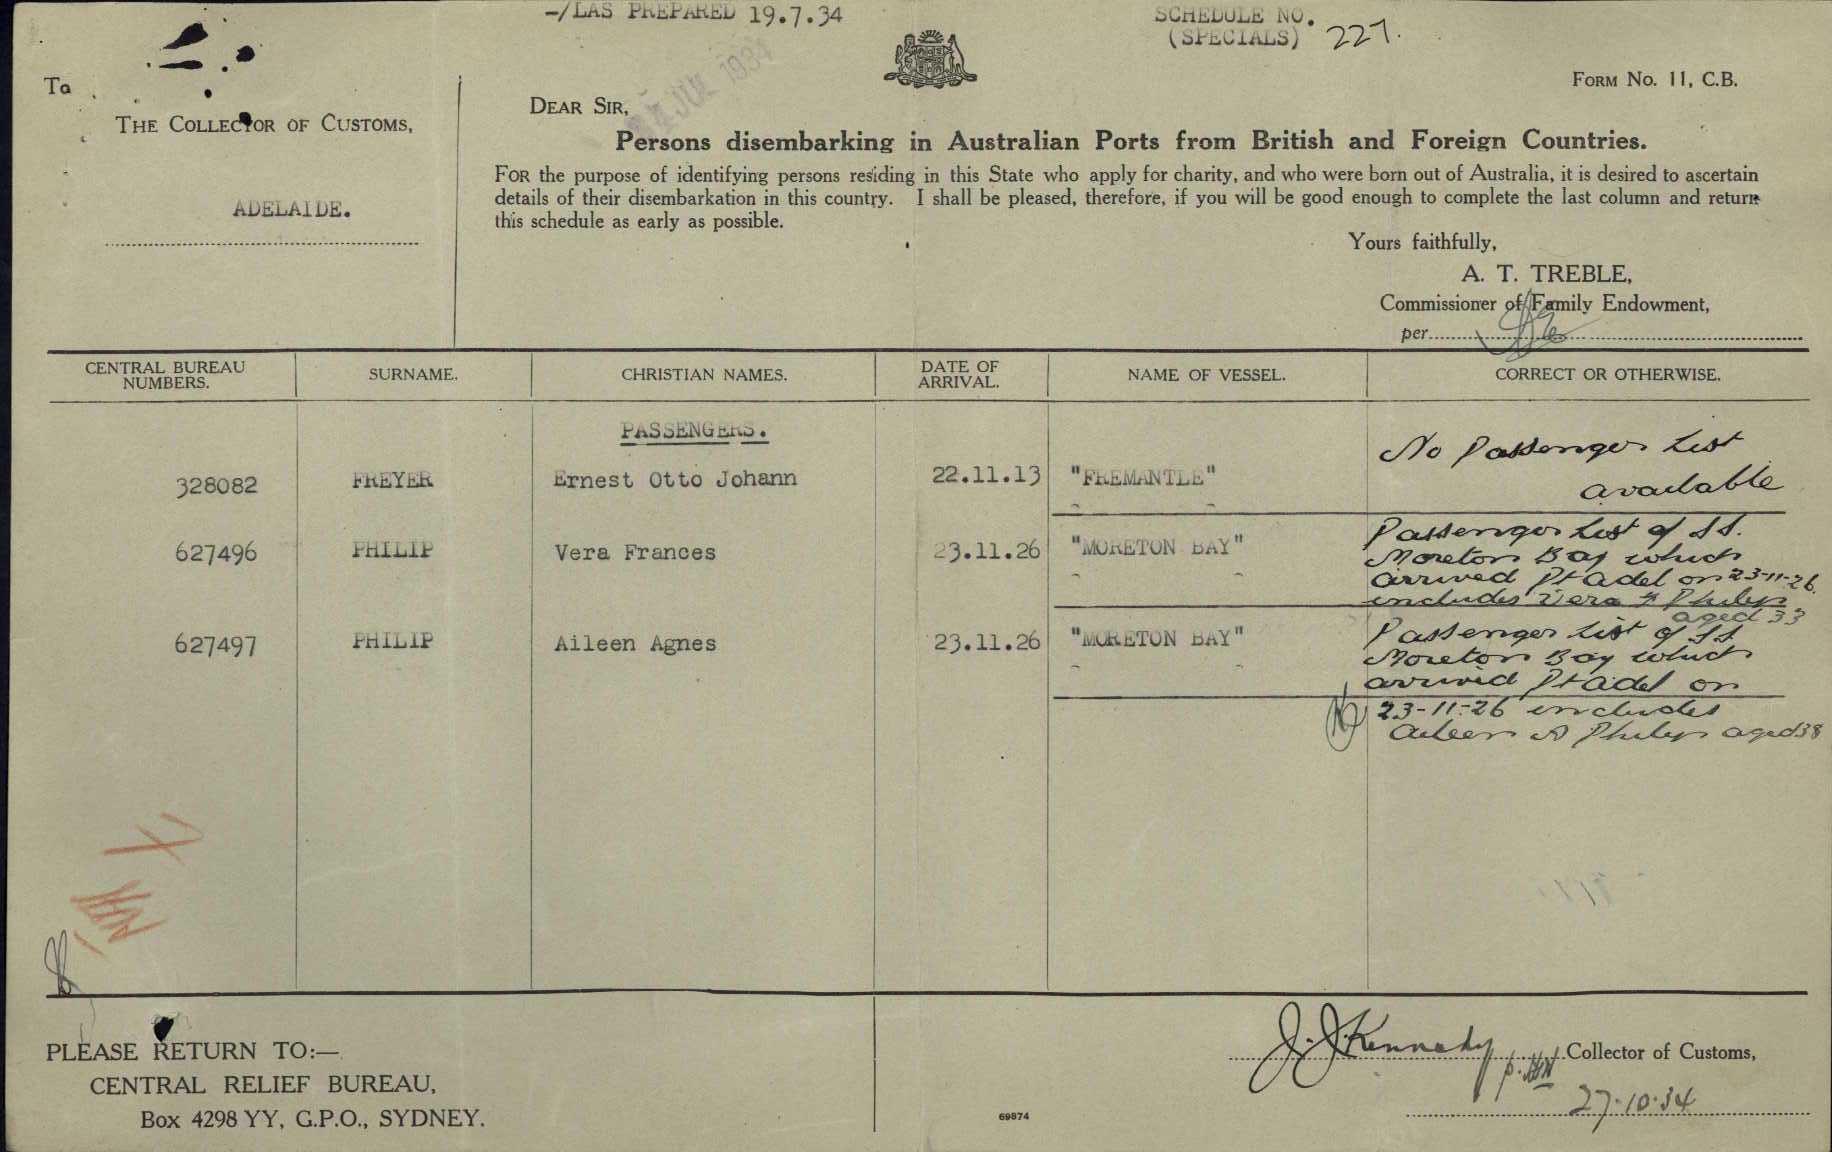 -/LAS PREPARED 19.7.34
SCHEDULE NO.
(SPECIALS) 227.
FORM NO. 11, C.B.
To
THE COLLECTOR OF CUSTOMS,
ADELAIDE.
JUL 1934
DEAR SIR,
Persons disembarking in Australian Ports from British and Foreign Countries.
FOR the purpose of identifying persons residing in this State who apply for charity, and who were born out of Australia, it is desired to ascertain
details of their disembarkation in this country. I shall be pleased, therefore, if you will be good enough to complete the last column and return
this schedule as early as possible.
Yours faithfully,
A. T. TREBLE,
Commissioner of Family Endowment,
per
CENTRAL BUREAU NUMBERS. SURNAME. CHRISTIAN NAMES. DATE OF ARRIVAL. NAME OF VESSEL. CORRECT OR OTHERWISE.
PASSENGERS.
328082 FREYER Ernest Otto Johann 22.11.13 "FREMANTLE" No Passenger List
available
627496 PHILIP Vera Frances 23.11.26 "MORETON BAY" Passenger List of SS.
Moreton Bay which
arrived Pt Adel on 23-11-26.
includes Vera F Philip
aged 33
627497 PHILIP Aileen Agnes 23.11.26 "MORETON BAY" Passenger List of SS
Moreton Bay which
arrived Pt Adel on
23-11-26 includes
Aileen A Philip aged 38
PLEASE RETURN TO:—
CENTRAL RELIEF BUREAU,
Box 4298 YY, G.P.O., SYDNEY.
69874
J. J. Kennedy Collector of Customs,
27.10.34